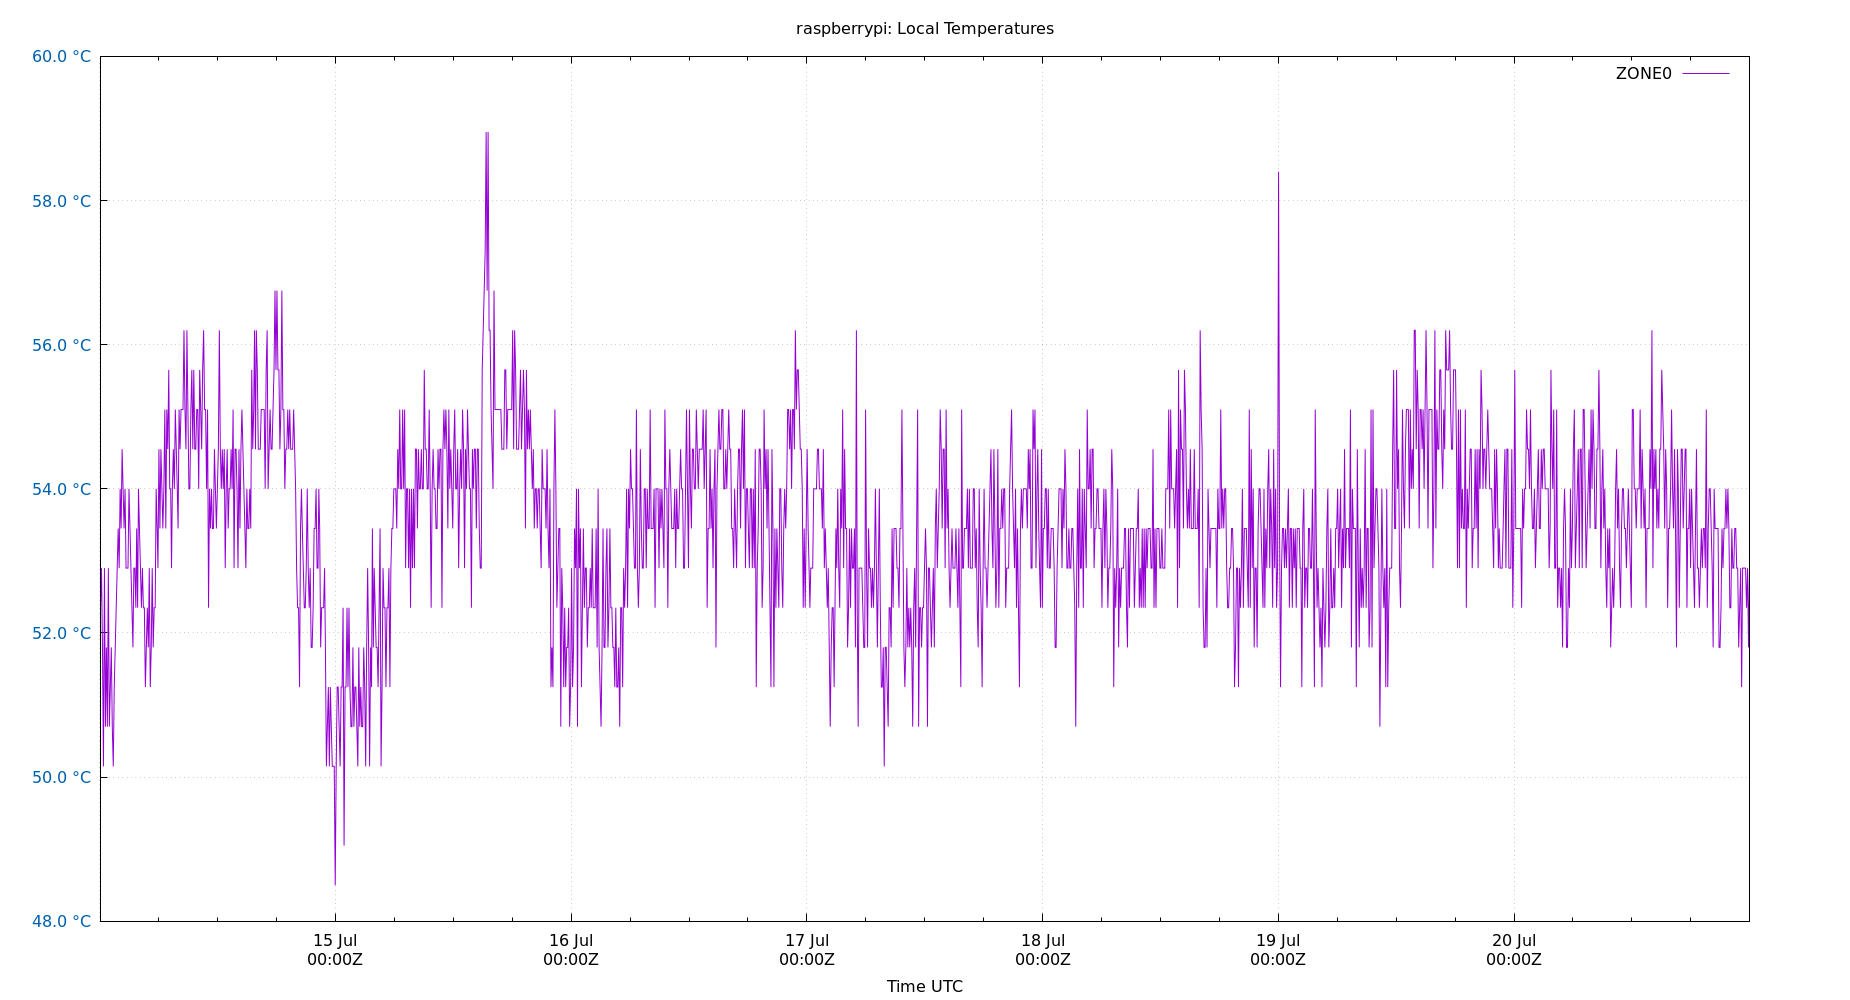 raspberrypi: Local Temperatures
60.0 °C
ZONE0
58.0 °C
56.0 °C
54.0 °C
52.0 °C
50.0 °C
48.0 °C
15 Jul 16 Jul 17 Jul 18 Jul 19 Jul 20 Jul
00:00Z 00:00Z 00:00Z 00:00Z 00:00Z 00:00Z
Time UTC